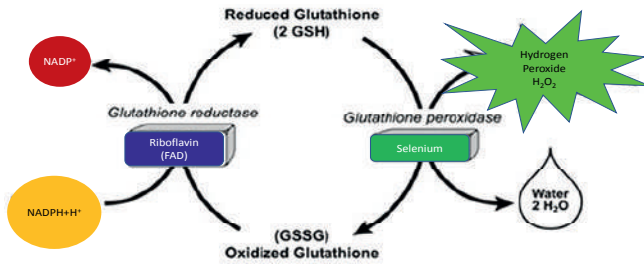 Reduced Glutathione
(2 GSH)
NADP⁺
Hydrogen
Peroxide
H₂O₂
Glutathione reductase
Glutathione peroxidase
Riboflavin
(FAD)
Selenium
NADPH+H⁺
Water
2 H₂O
(GSSG)
Oxidized Glutathione